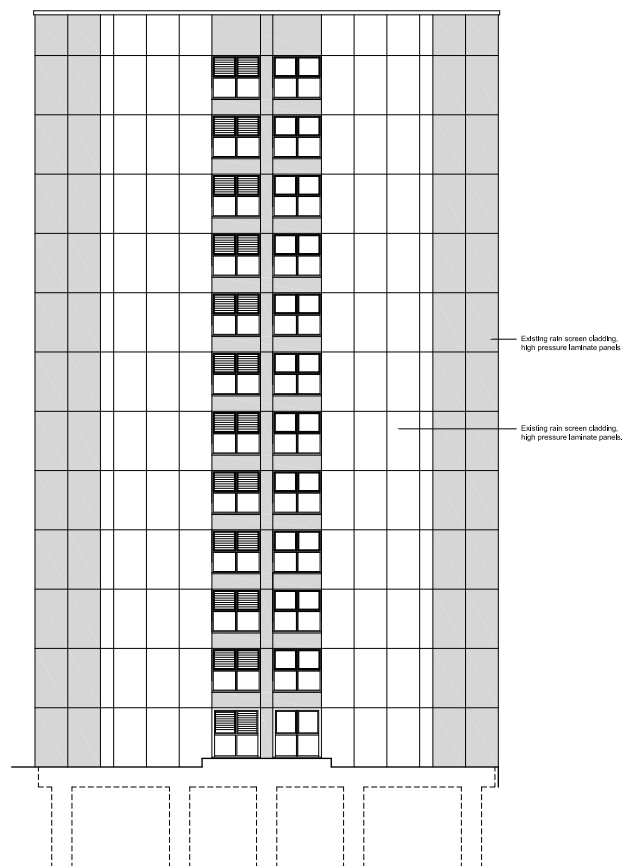 Existing rain screen cladding,
high pressure laminate panels
Existing rain screen cladding,
high pressure laminate panels.